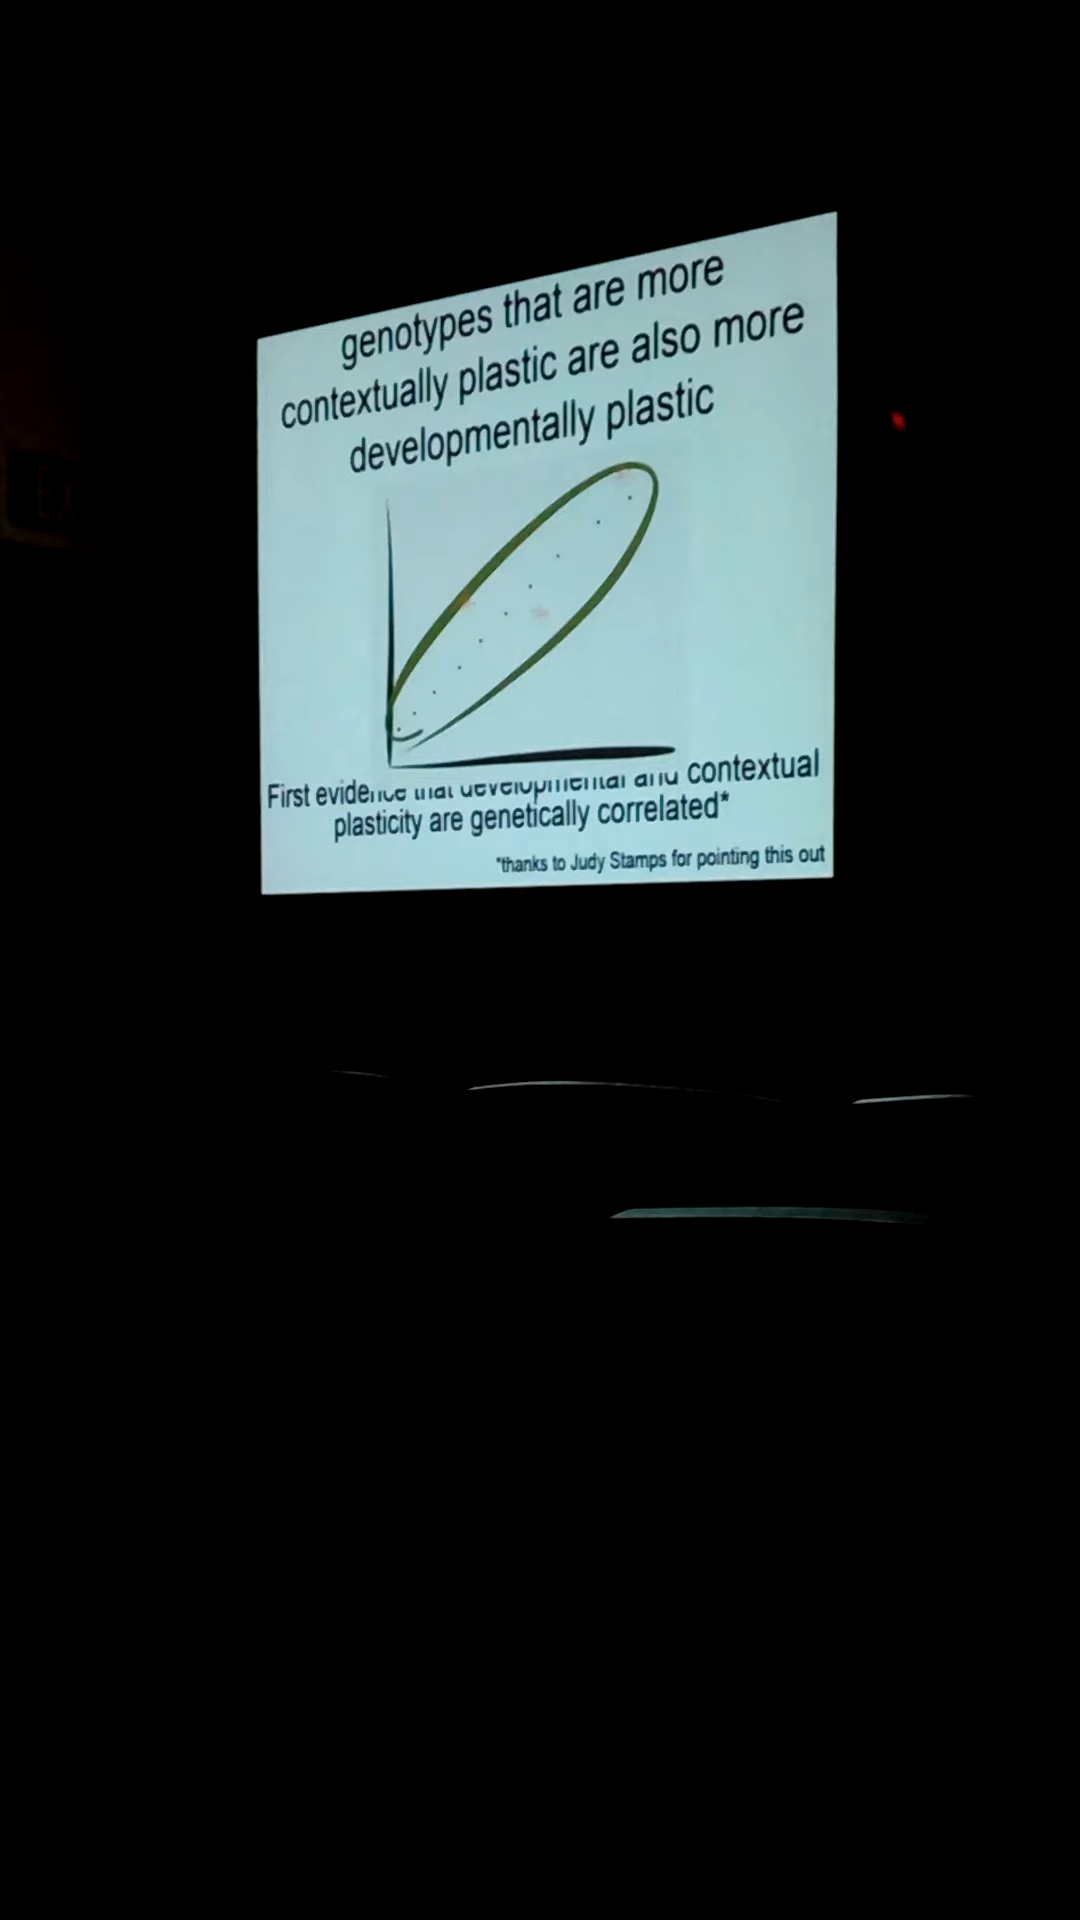 genotypes that are more
contextually plastic are also more
developmentally plastic
First evidence that developmental and contextual
plasticity are genetically correlated*
*thanks to Judy Stamps for pointing this out